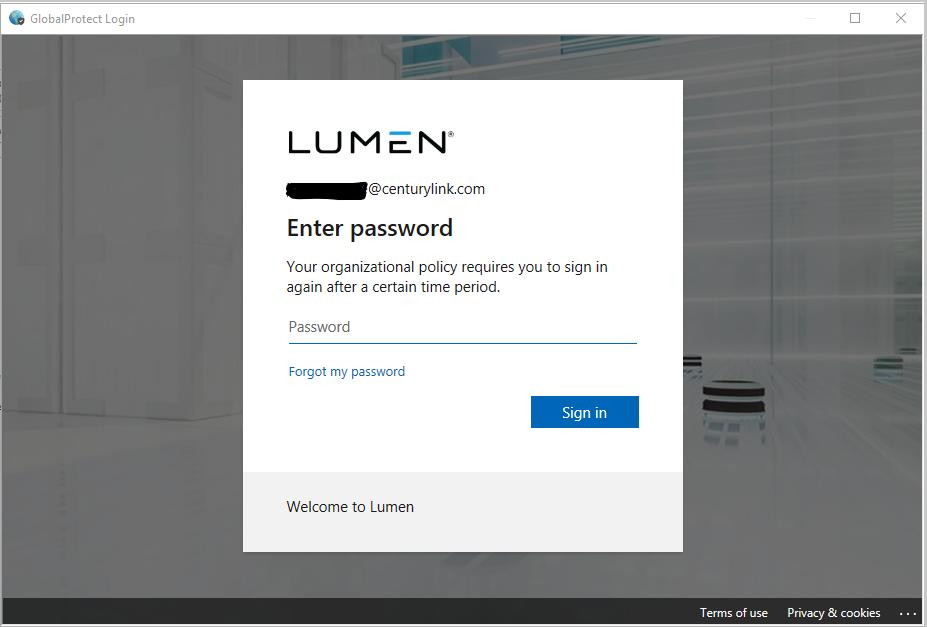 GlobalProtect Login
LUMEN®
@centurylink.com
Enter password
Your organizational policy requires you to sign in
again after a certain time period.
Password
Forgot my password
Sign in
Welcome to Lumen
Terms of use
Privacy & cookies
...